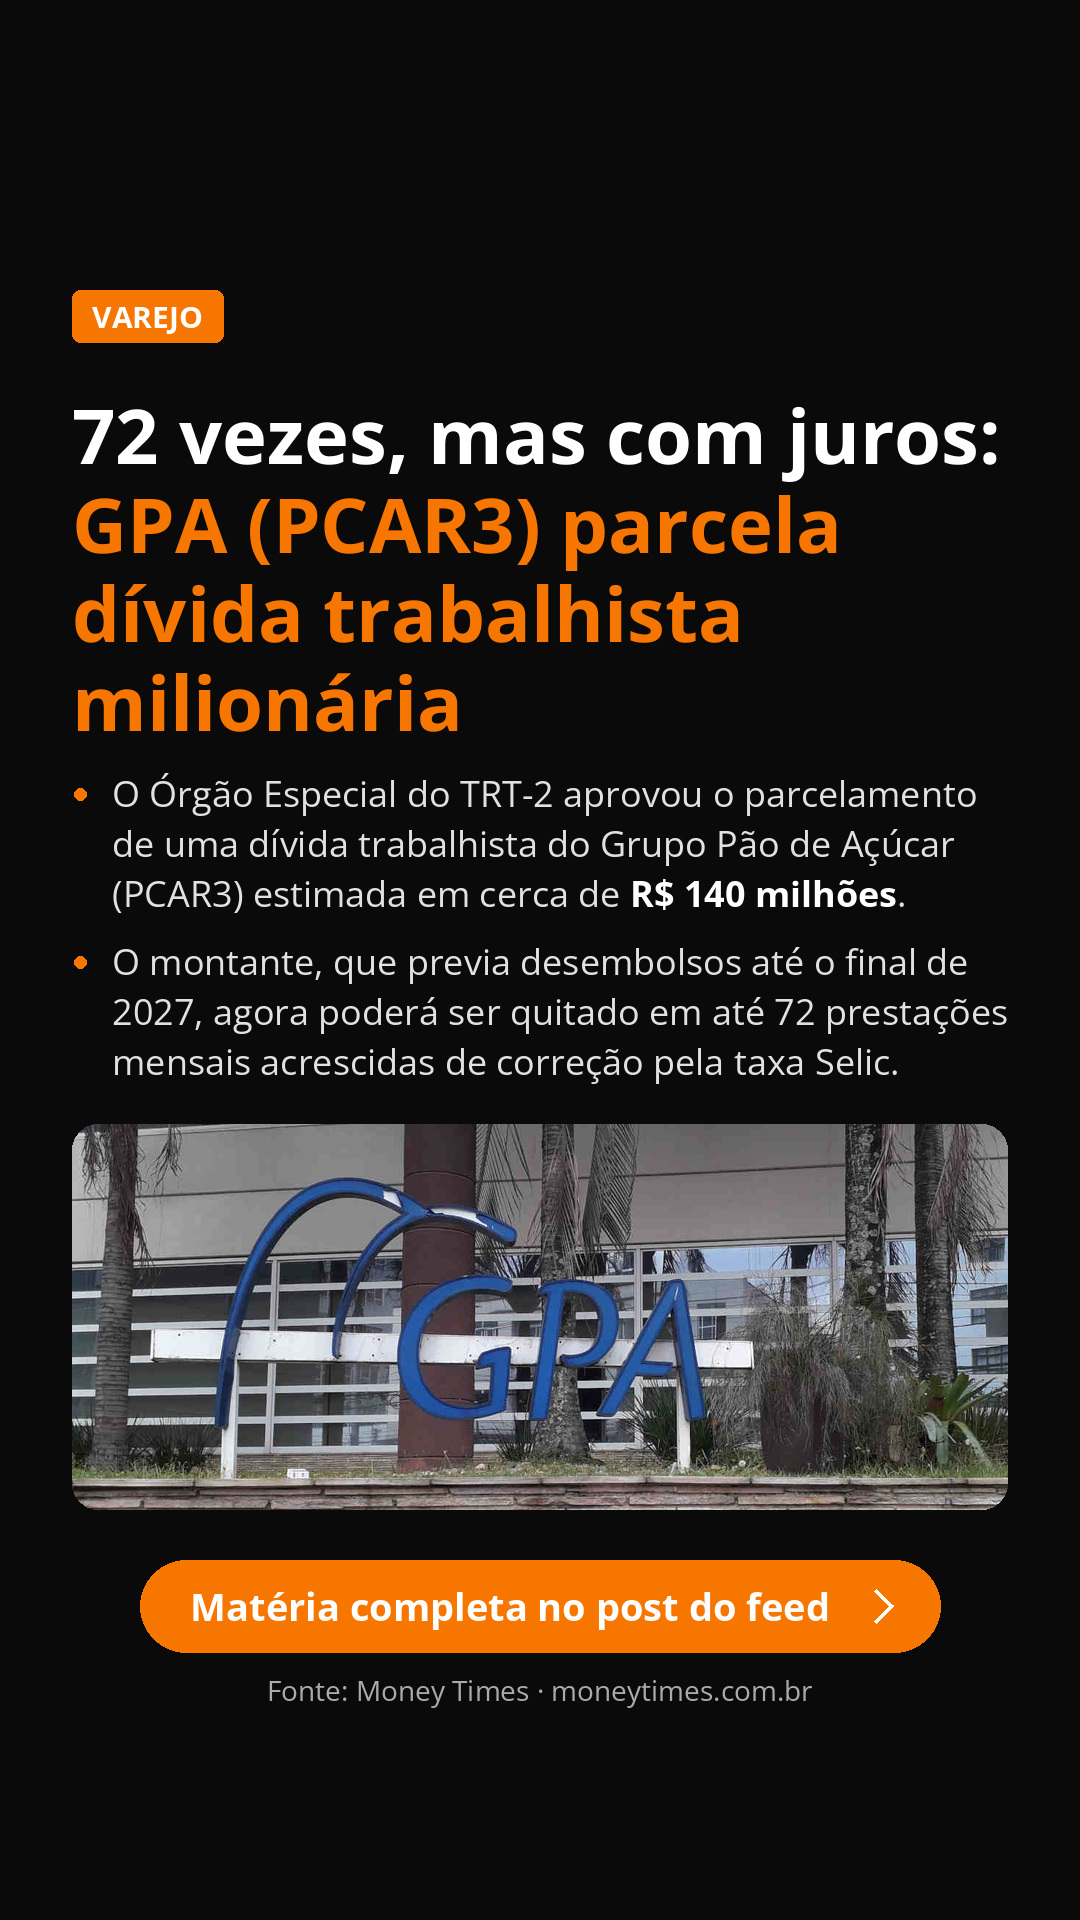 VAREJO
72 vezes, mas com juros:
GPA (PCAR3) parcela
dívida trabalhista
milionária
O Órgão Especial do TRT-2 aprovou o parcelamento
de uma dívida trabalhista do Grupo Pão de Açúcar
(PCAR3) estimada em cerca de R$ 140 milhões.
O montante, que previa desembolsos até o final de
2027, agora poderá ser quitado em até 72 prestações
mensais acrescidas de correção pela taxa Selic.
GPA
Matéria completa no post do feed
Fonte: Money Times · moneytimes.com.br